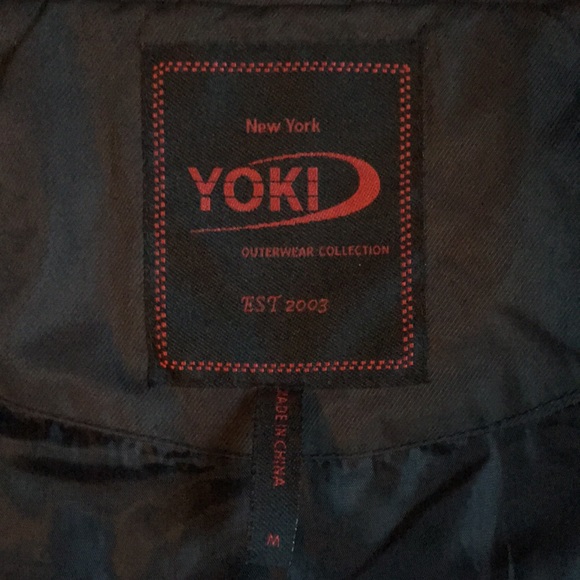 New York
YOKI
OUTERWEAR COLLECTION
EST 2003
MADE IN CHINA
M